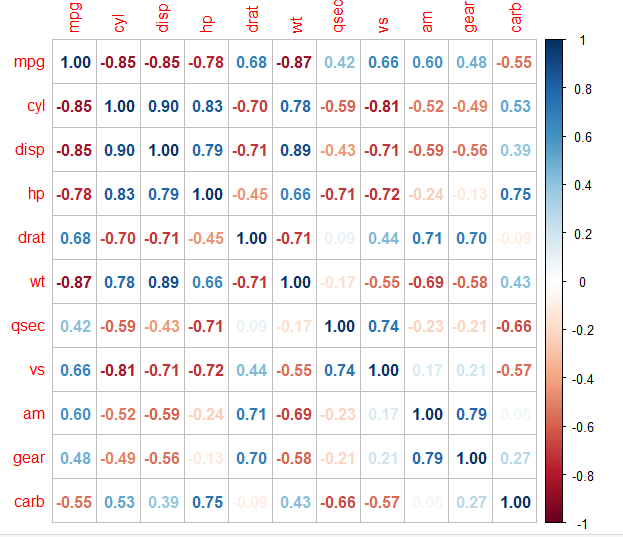 mpg cyl disp hp drat wt qsec vs am gear carb
mpg 1.00 -0.85 -0.85 -0.78 0.68 -0.87 0.42 0.66 0.60 0.48 -0.55 1
cyl -0.85 1.00 0.90 0.83 -0.70 0.78 -0.59 -0.81 -0.52 -0.49 0.53 0.8
disp -0.85 0.90 1.00 0.79 -0.71 0.89 -0.43 -0.71 -0.59 -0.56 0.39 0.6
hp -0.78 0.83 0.79 1.00 -0.45 0.66 -0.71 -0.72 -0.24 -0.13 0.75 0.4
drat 0.68 -0.70 -0.71 -0.45 1.00 -0.71 0.09 0.44 0.71 0.70 -0.09 0.2
wt -0.87 0.78 0.89 0.66 -0.71 1.00 -0.17 -0.55 -0.69 -0.58 0.43 0
qsec 0.42 -0.59 -0.43 -0.71 0.09 -0.17 1.00 0.74 -0.23 -0.21 -0.66 -0.2
vs 0.66 -0.81 -0.71 -0.72 0.44 -0.55 0.74 1.00 0.17 0.21 -0.57 -0.4
am 0.60 -0.52 -0.59 -0.24 0.71 -0.69 -0.23 0.17 1.00 0.79 0.06 -0.6
gear 0.48 -0.49 -0.56 -0.13 0.70 -0.58 -0.21 0.21 0.79 1.00 0.27 -0.8
carb -0.55 0.53 0.39 0.75 -0.09 0.43 -0.66 -0.57 0.06 0.27 1.00 -1